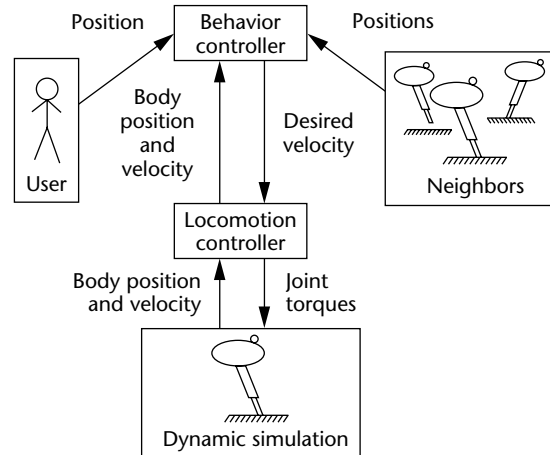 Position
Behavior
controller
Positions
User
Body
position
and
velocity
Desired
velocity
Neighbors
Locomotion
controller
Body position
and velocity
Joint
torques
Dynamic simulation